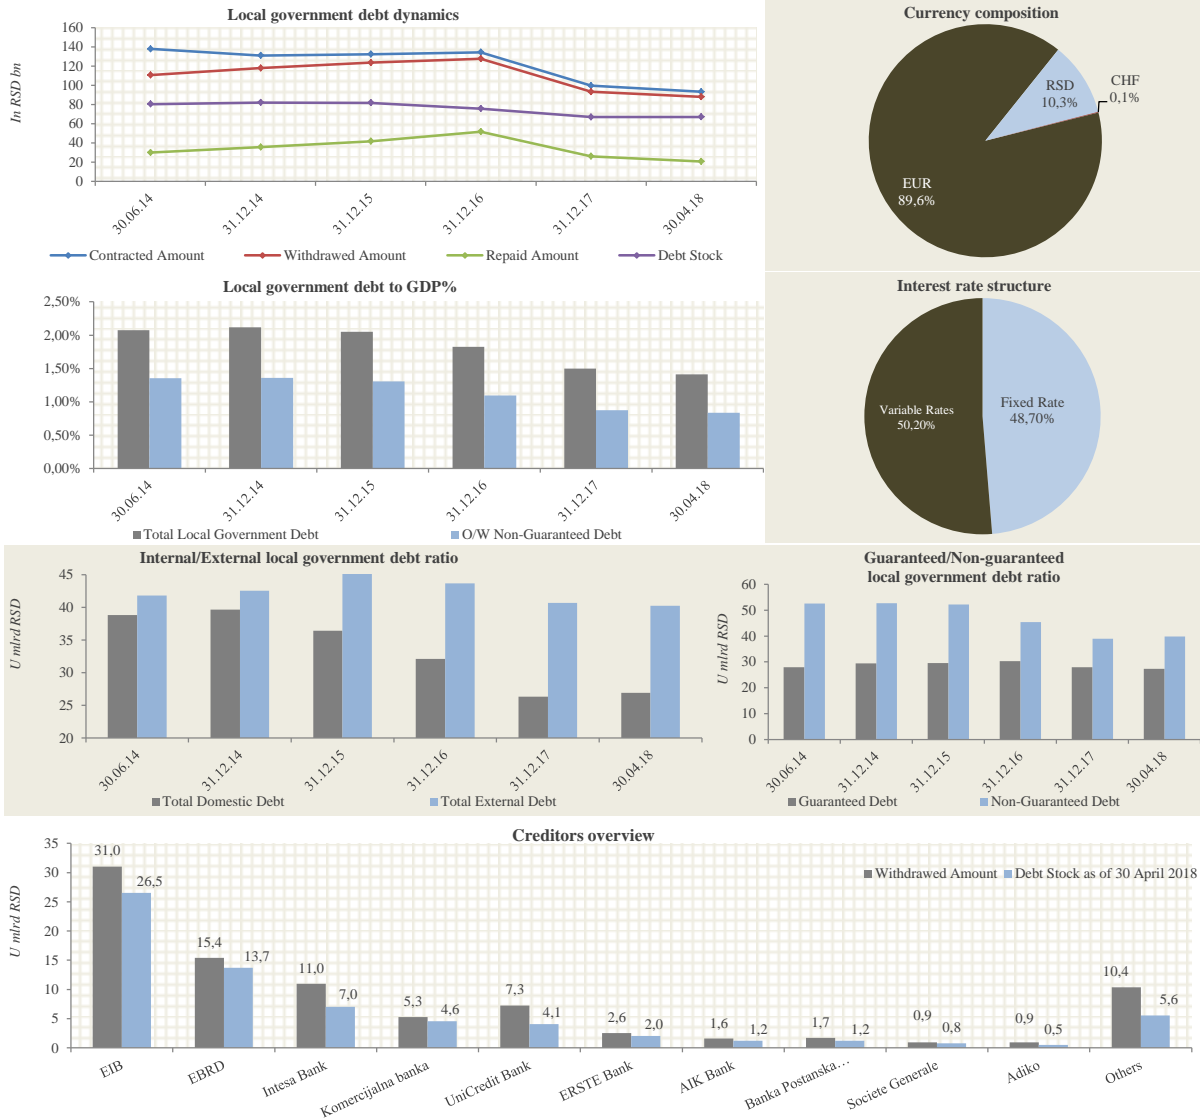 Local government debt dynamics
160
140
120
100
80
60
40
20
0
In RSD bn
30.06.14
31.12.14
31.12.15
31.12.16
31.12.17
30.04.18
Contracted Amount
Withdrawed Amount
Repaid Amount
Debt Stock
Currency composition
RSD
10,3%
CHF
0,1%
EUR
89,6%
Local government debt to GDP%
2,50%
2,00%
1,50%
1,00%
0,50%
0,00%
30.06.14
31.12.14
31.12.15
31.12.16
31.12.17
30.04.18
Total Local Government Debt
O/W Non-Guaranteed Debt
Interest rate structure
Variable Rates
50,20%
Fixed Rate
48,70%
Internal/External local government debt ratio
45
40
35
30
25
20
U mlrd RSD
30.06.14
31.12.14
31.12.15
31.12.16
31.12.17
30.04.18
Total Domestic Debt
Total External Debt
Guaranteed/Non-guaranteed
local government debt ratio
60
50
40
30
20
10
0
U mlrd RSD
30.06.14
31.12.14
31.12.15
31.12.16
31.12.17
30.04.18
Guaranteed Debt
Non-Guaranteed Debt
Creditors overview
35
30
25
20
15
10
5
0
U mlrd RSD
Withdrawed Amount
Debt Stock as of 30 April 2018
31,0
26,5
15,4
13,7
11,0
7,0
5,3
4,6
7,3
4,1
2,6
2,0
1,6
1,2
1,7
1,2
0,9
0,8
0,9
0,5
10,4
5,6
EIB
EBRD
Intesa Bank
Komercijalna banka
UniCredit Bank
ERSTE Bank
AIK Bank
Banka Postanska…
Societe Generale
Adiko
Others